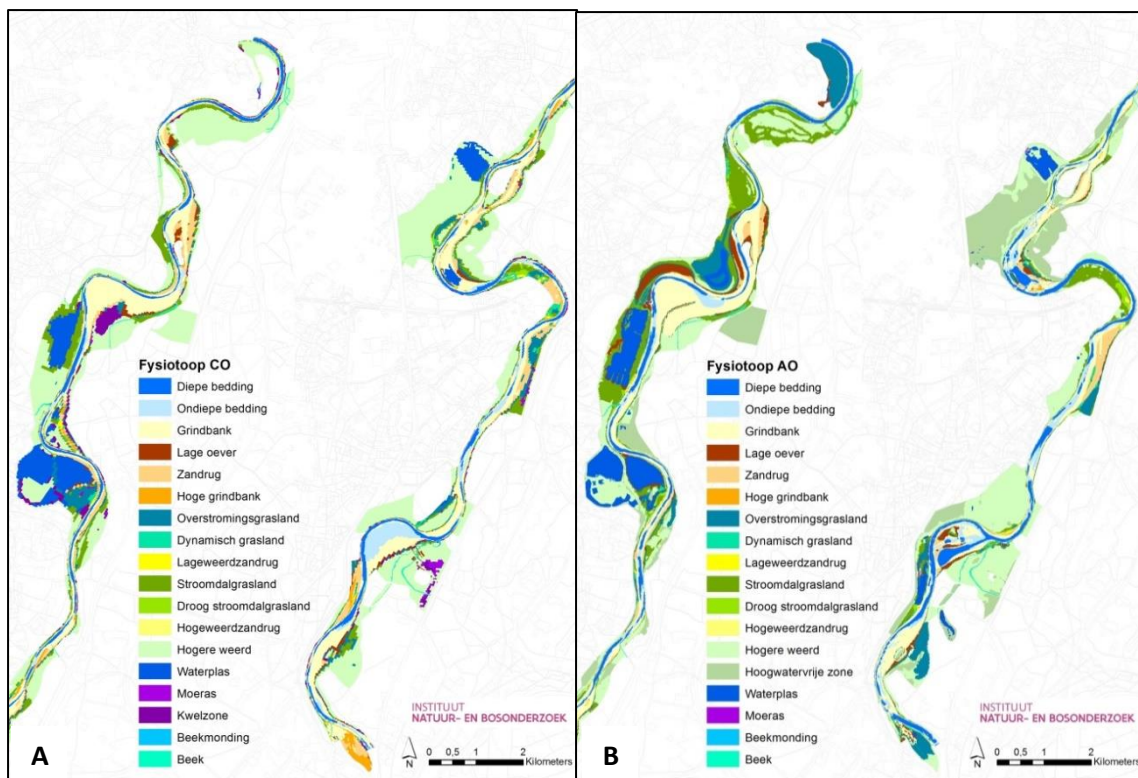 Fysiotoop CO
Diepe bedding
Ondiepe bedding
Grindbank
Lage oever
Zandrug
Hoge grindbank
Overstromingsgrasland
Dynamisch grasland
Lageweerdzandrug
Stroomdalgrasland
Droog stroomdalgrasland
Hogeweerdzandrug
Hogere weerd
Waterplas
Moeras
Kwelzone
Beekmonding
Beek
INSTITUUT
NATUUR- EN BOSONDERZOEK
A
N
0 0,5 1 2
Kilometers
Fysiotoop AO
Diepe bedding
Ondiepe bedding
Grindbank
Lage oever
Zandrug
Hoge grindbank
Overstromingsgrasland
Dynamisch grasland
Lageweerdzandrug
Stroomdalgrasland
Droog stroomdalgrasland
Hogeweerdzandrug
Hogere weerd
Hoogwatervrije zone
Waterplas
Moeras
Beekmonding
Beek
INSTITUUT
NATUUR- EN BOSONDERZOEK
B
N
0 0,5 1 2
Kilometers